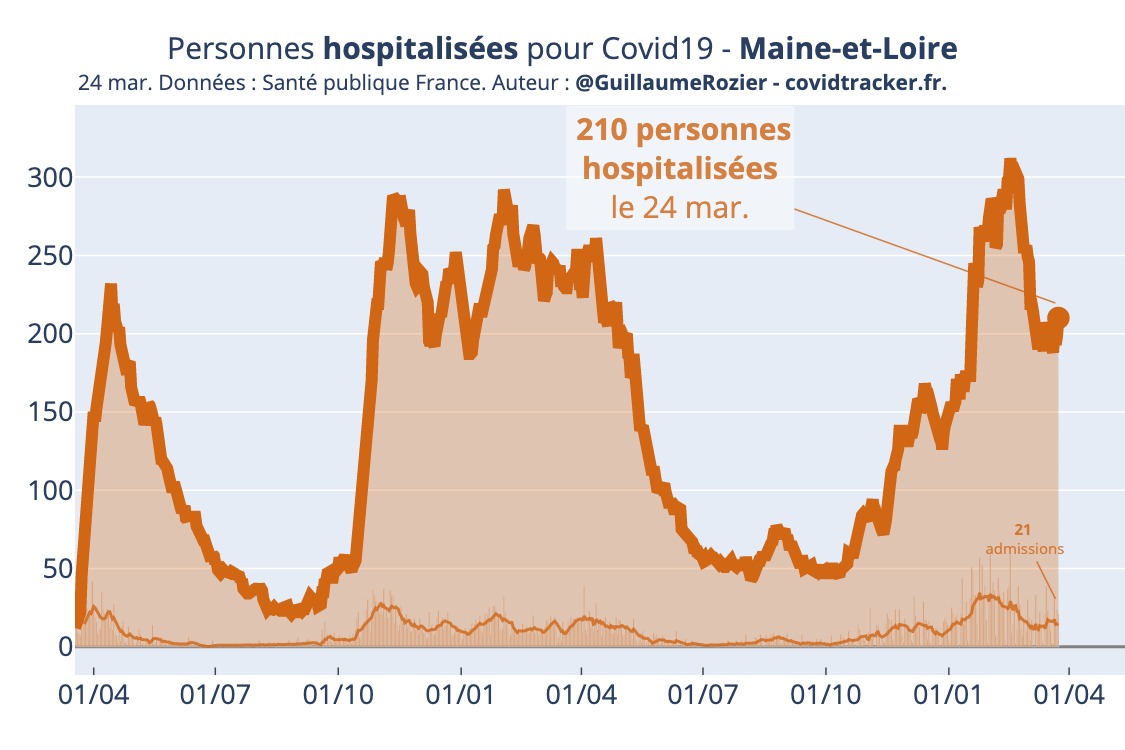 Personnes hospitalisées pour Covid19 - Maine-et-Loire
24 mar. Données : Santé publique France. Auteur : @GuillaumeRozier - covidtracker.fr.
210 personnes
hospitalisées
le 24 mar.
300
250
200
150
100
50
0
21
admissions
01/04 01/07 01/10 01/01 01/04 01/07 01/10 01/01 01/04